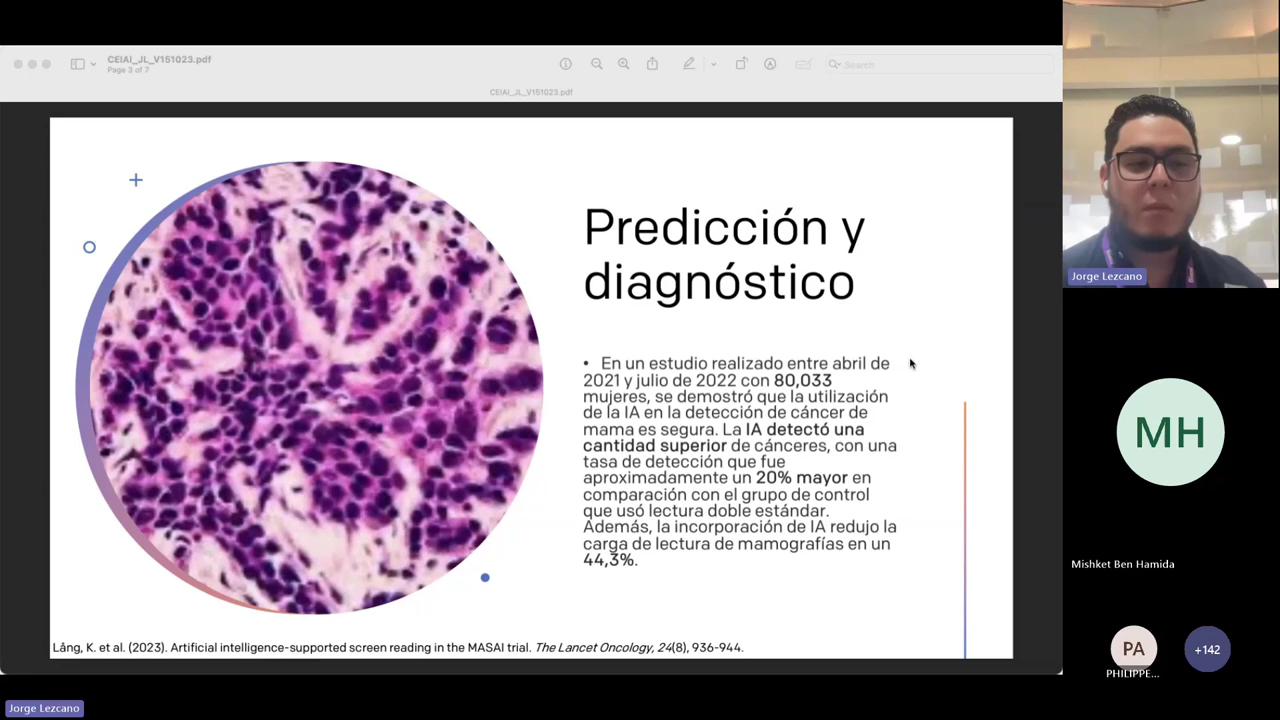 CEIAI_JL_V151023.pdf
Page 3 of 7
Search
CEIAI_JL_V151023.pdf
Predicción y
diagnóstico
• En un estudio realizado entre abril de
2021 y julio de 2022 con 80,033
mujeres, se demostró que la utilización
de la IA en la detección de cáncer de
mama es segura. La IA detectó una
cantidad superior de cánceres, con una
tasa de detección que fue
aproximadamente un 20% mayor en
comparación con el grupo de control
que usó lectura doble estándar.
Además, la incorporación de IA redujo la
carga de lectura de mamografías en un
44,3%.
Lång, K. et al. (2023). Artificial intelligence-supported screen reading in the MASAI trial. The Lancet Oncology, 24(8), 936-944.
Jorge Lezcano
MH
Mishket Ben Hamida
PA
+142
PHILIPPE...
Jorge Lezcano